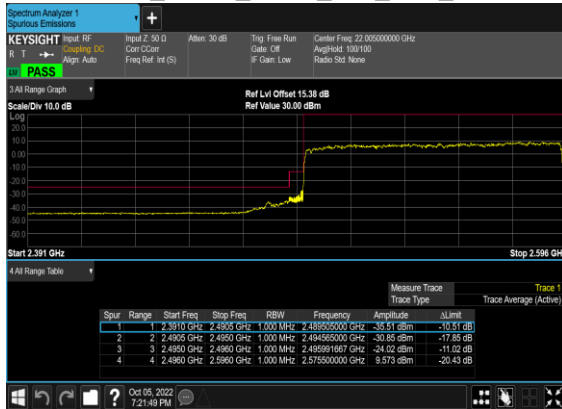 Spectrum Analyzer 1
Spurious Emissions
+
KEYSIGHT Input: RF Input Z: 50 Ω Atten: 30 dB Trig: Free Run Center Freq: 22.005000000 GHz
R T Coupling: DC Corr CCorr Gate: Off Avg|Hold: 100/100
Align: Auto Freq Ref: Int (S) IF Gain: Low Radio Std: None
PASS
3 All Range Graph
Ref Lvl Offset 15.38 dB
Scale/Div 10.0 dB Ref Value 30.00 dBm
Log
20.0
10.0
0.00
-10.0
-20.0
-30.0
-40.0
-50.0
-60.0
Start 2.391 GHz Stop 2.596 GH
4 All Range Table
Measure Trace Trace 1
Trace Type Trace Average (Active)
Spur Range Start Freq Stop Freq RBW Frequency Amplitude ΔLimit
1 1 2.3910 GHz 2.4905 GHz 1.000 MHz 2.489505000 GHz -35.51 dBm -10.51 dB
2 2 2.4905 GHz 2.4950 GHz 1.000 MHz 2.494565000 GHz -30.85 dBm -17.85 dB
3 3 2.4950 GHz 2.4960 GHz 1.000 MHz 2.495991667 GHz -24.02 dBm -11.02 dB
4 4 2.4960 GHz 2.5960 GHz 1.000 MHz 2.575500000 GHz 9.573 dBm -20.43 dB
? Oct 05, 2022
7:21:49 PM